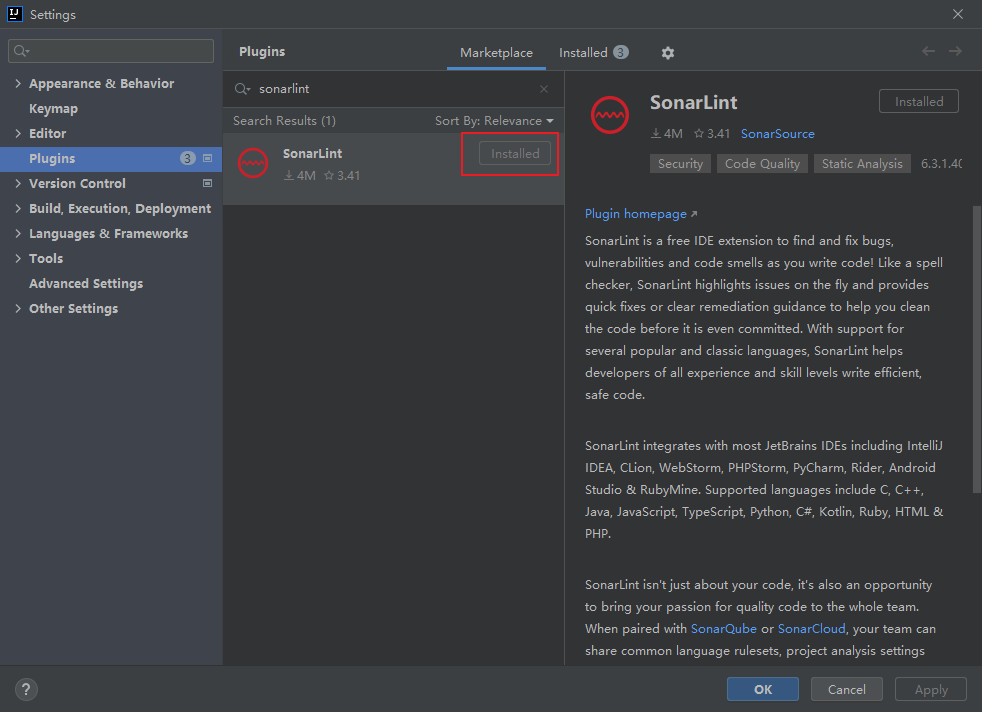 Settings
Appearance & Behavior
Keymap
Editor
Plugins 3
Version Control
Build, Execution, Deployment
Languages & Frameworks
Tools
Advanced Settings
Other Settings
Plugins
Marketplace
Installed 3
sonarlint
Search Results (1)
Sort By: Relevance
SonarLint
Installed
4M 3.41
SonarLint
Installed
4M 3.41 SonarSource
Security Code Quality Static Analysis 6.3.1.40
Plugin homepage
SonarLint is a free IDE extension to find and fix bugs,
vulnerabilities and code smells as you write code! Like a spell
checker, SonarLint highlights issues on the fly and provides
quick fixes or clear remediation guidance to help you clean
the code before it is even committed. With support for
several popular and classic languages, SonarLint helps
developers of all experience and skill levels write efficient,
safe code.
SonarLint integrates with most JetBrains IDEs including IntelliJ
IDEA, CLion, WebStorm, PHPStorm, PyCharm, Rider, Android
Studio & RubyMine. Supported languages include C, C++,
Java, JavaScript, TypeScript, Python, C#, Kotlin, Ruby, HTML &
PHP.
SonarLint isn't just about your code, it's also an opportunity
to bring your passion for quality code to the whole team.
When paired with SonarQube or SonarCloud, your team can
share common language rulesets, project analysis settings
?
OK
Cancel
Apply